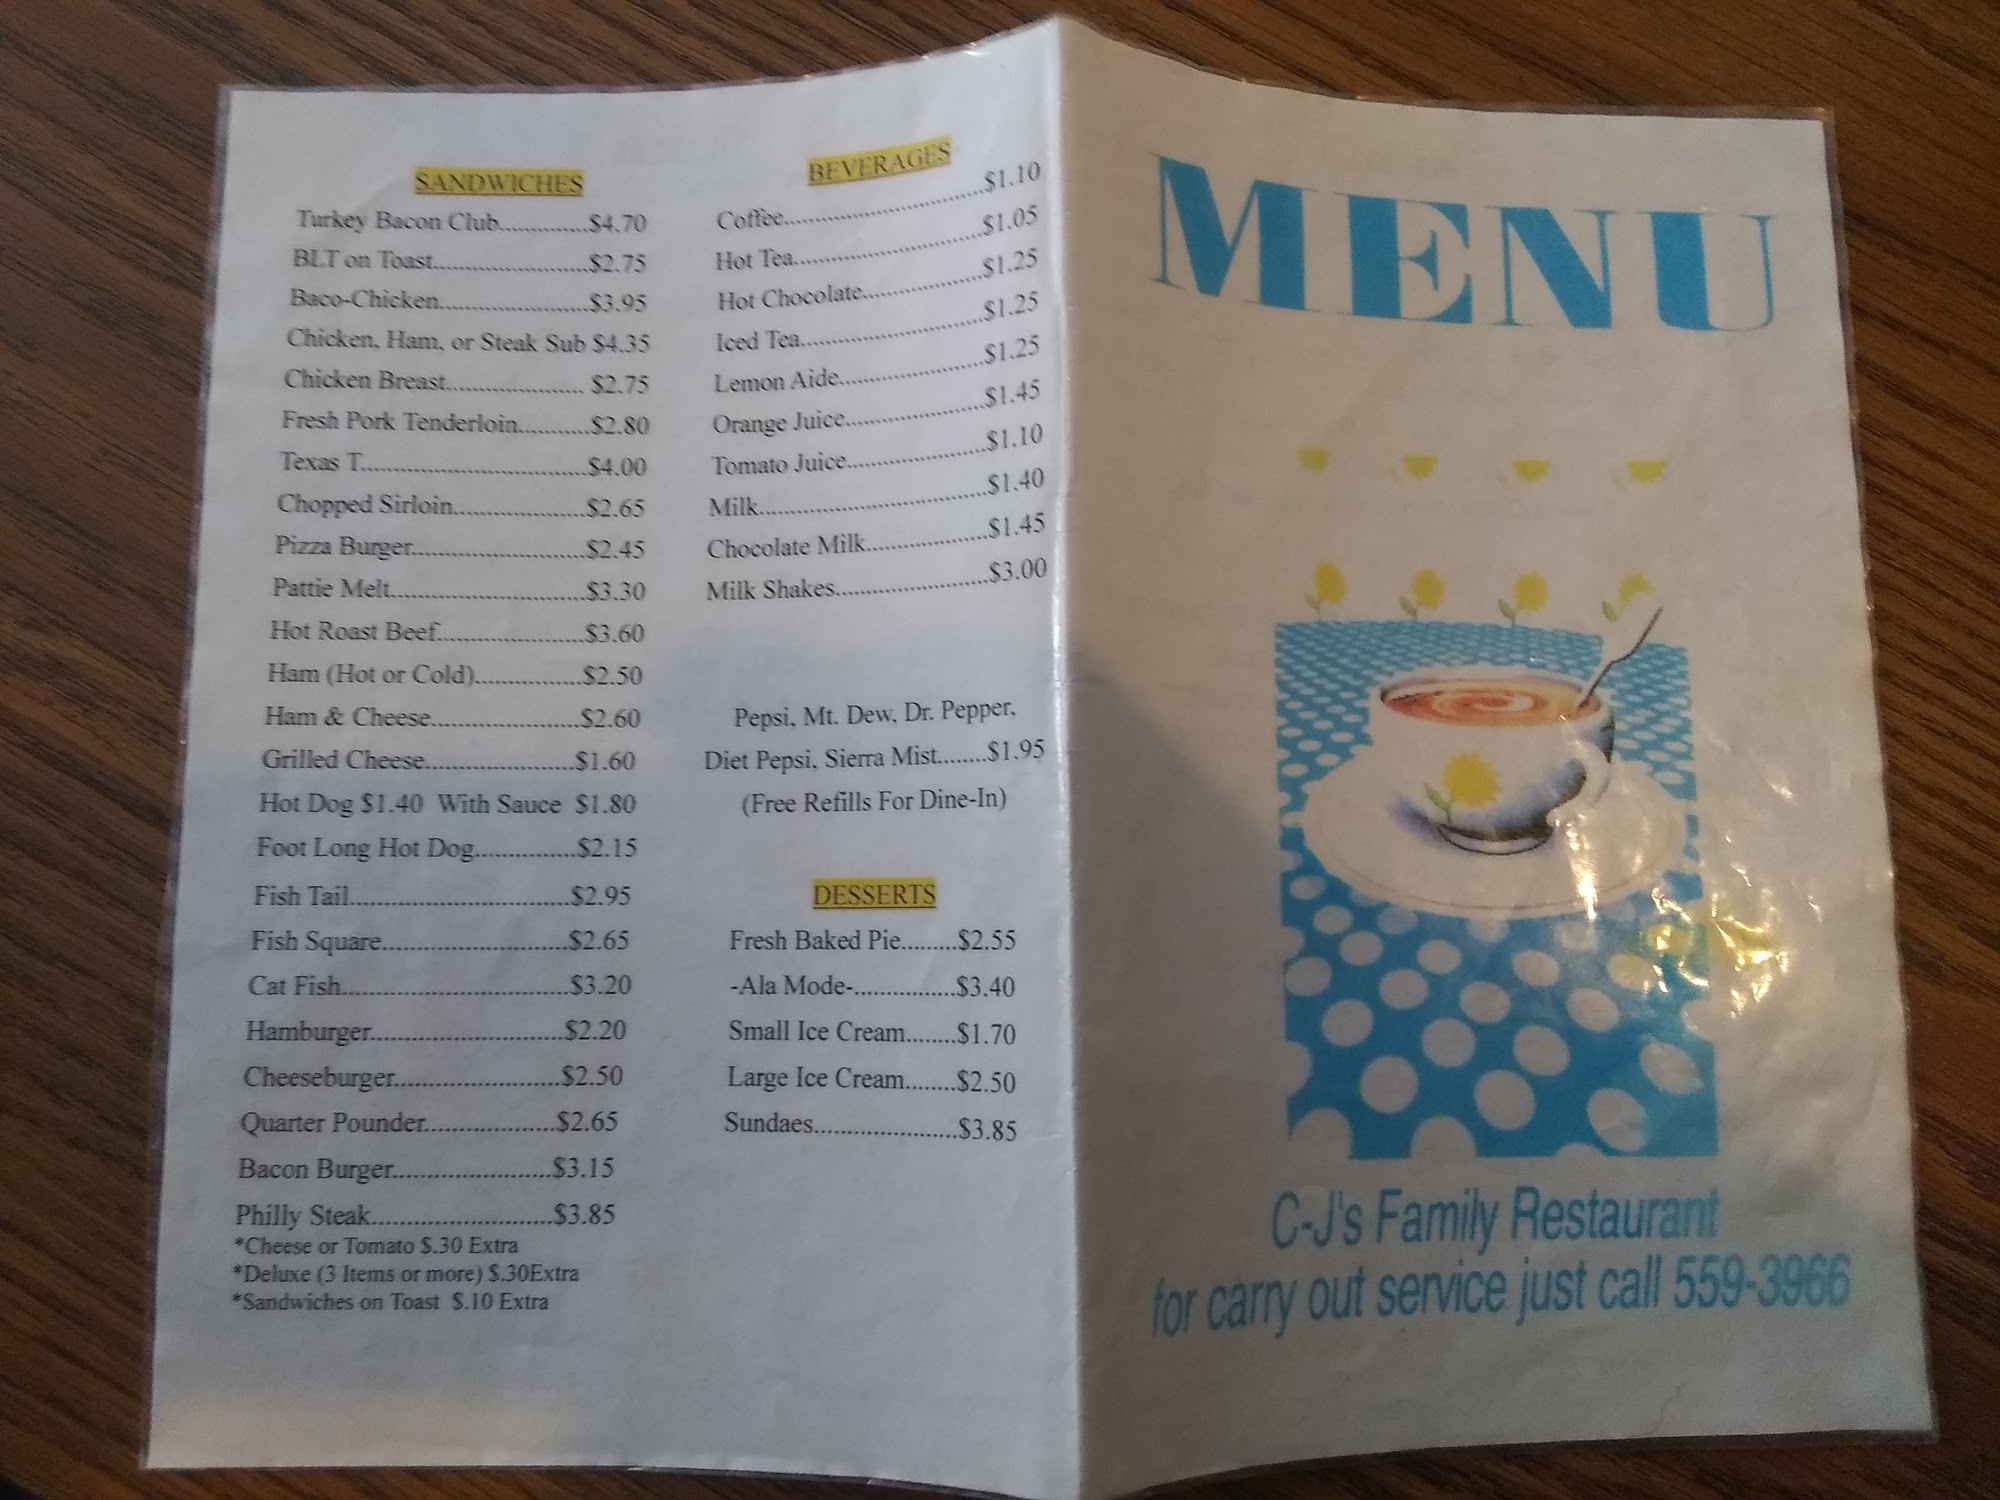 SANDWICHES
Turkey Bacon Club..............$4.70
BLT on Toast.........................$2.75
Baco-Chicken........................$3.95
Chicken, Ham, or Steak Sub $4.35
Chicken Breast...................... $2.75
Fresh Pork Tenderloin...........$2.80
Texas T....................................$4.00
Chopped Sirloin.....................$2.65
Pizza Burger...........................$2.45
Pattie Melt..............................$3.30
Hot Roast Beef.......................$3.60
Ham (Hot or Cold)................$2.50
Ham & Cheese.......................$2.60
Grilled Cheese.......................$1.60
Hot Dog $1.40 With Sauce $1.80
Foot Long Hot Dog..............$2.15
Fish Tail...............................$2.95
Fish Square..........................$2.65
Cat Fish................................$3.20
Hamburger...........................$2.20
Cheeseburger.......................$2.50
Quarter Pounder..................$2.65
Bacon Burger......................$3.15
Philly Steak.........................$3.85
*Cheese or Tomato $.30 Extra
*Deluxe (3 Items or more) $.30Extra
*Sandwiches on Toast $.10 Extra
BEVERAGES
Coffee............................$1.10
Hot Tea..........................$1.05
Hot Chocolate.................$1.25
Iced Tea.........................$1.25
Lemon Aide....................$1.25
Orange Juice...................$1.45
Tomato Juice...................$1.10
Milk................................$1.40
Chocolate Milk.................$1.45
Milk Shakes.....................$3.00
Pepsi, Mt. Dew, Dr. Pepper,
Diet Pepsi, Sierra Mist.......$1.95
(Free Refills For Dine-In)
DESSERTS
Fresh Baked Pie.........$2.55
-Ala Mode-................$3.40
Small Ice Cream........$1.70
Large Ice Cream........$2.50
Sundaes......................$3.85
MENU
C-J's Family Restaurant
for carry out service just call 559-3966